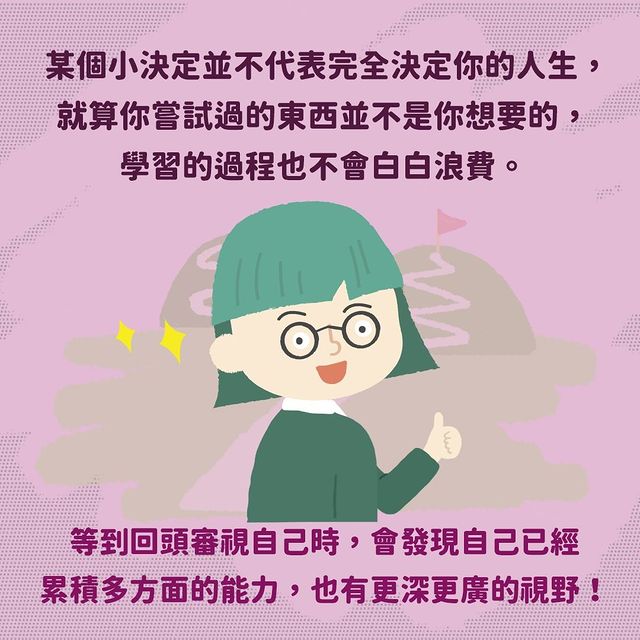 某個小決定並不代表完全決定你的人生，
就算你嘗試過的東西並不是你想要的，
學習的過程也不會白白浪費。
等到回頭審視自己時，會發現自己已經
累積多方面的能力，也有更深更廣的視野！